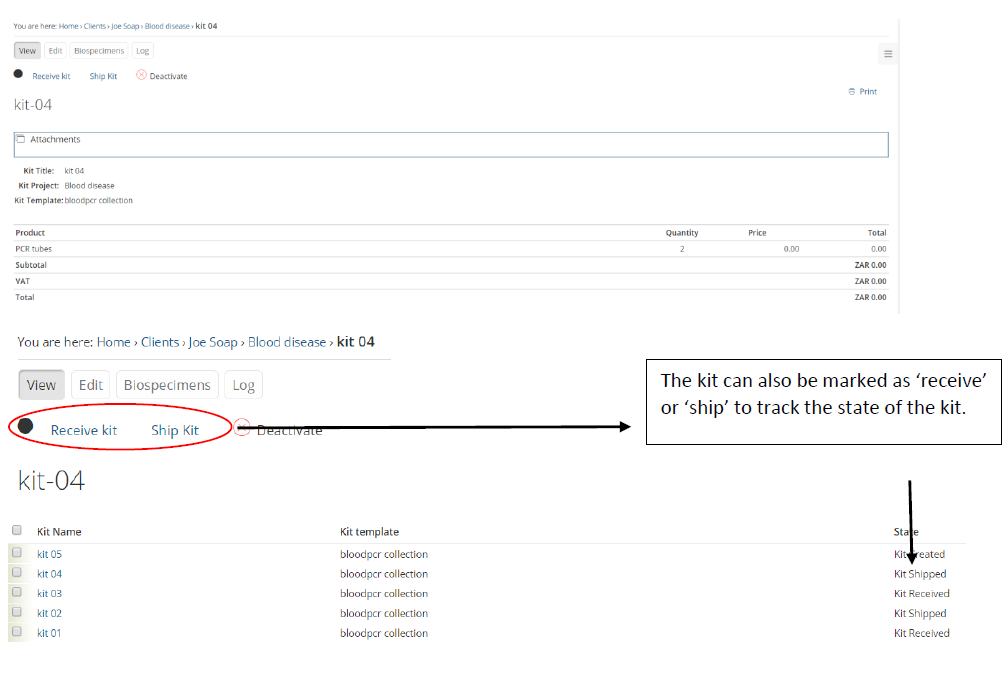 You are here: Home › Clients › Joe Soap › Blood disease › kit 04
View Edit Biospecimens Log
Receive kit Ship Kit Deactivate
Print
kit-04
Attachments
Kit Title: kit 04
Kit Project: Blood disease
Kit Template: bloodpcr collection
Product Quantity Price Total
PCR tubes 2 0.00 0.00
Subtotal ZAR 0.00
VAT ZAR 0.00
Total ZAR 0.00
You are here: Home › Clients › Joe Soap › Blood disease › kit 04
View Edit Biospecimens Log
Receive kit Ship Kit Deactivate
The kit can also be marked as ‘receive’
or ‘ship’ to track the state of the kit.
kit-04
Kit Name Kit template State
kit 05 bloodpcr collection Kit Created
kit 04 bloodpcr collection Kit Shipped
kit 03 bloodpcr collection Kit Received
kit 02 bloodpcr collection Kit Shipped
kit 01 bloodpcr collection Kit Received